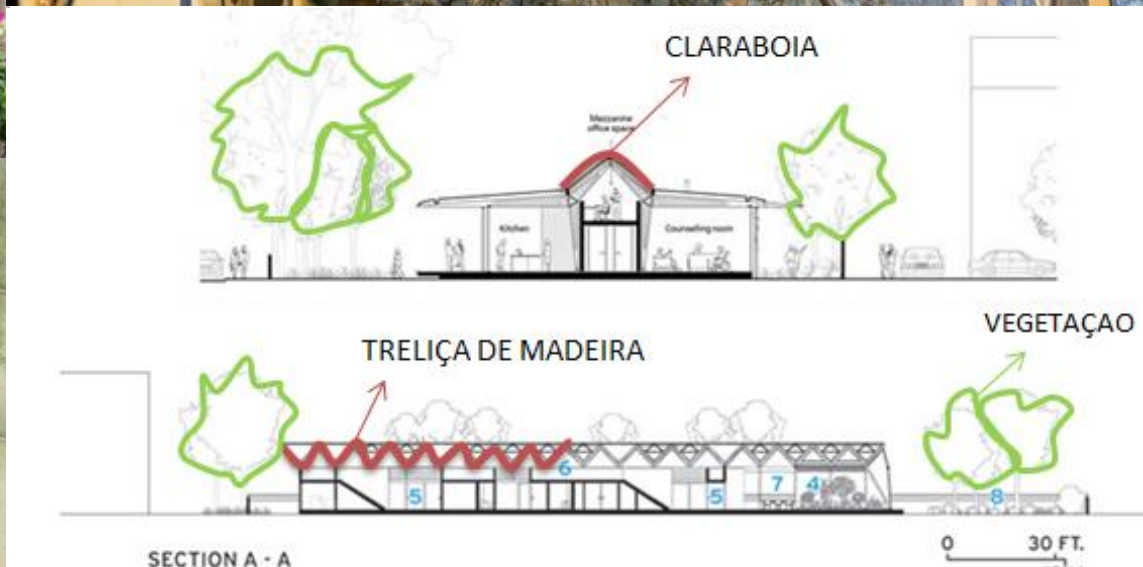 CLARABOIA
Mezzanine
office space
Kitchen
Counselling room
VEGETAÇAO
TRELIÇA DE MADEIRA
6
5
5
7
4
8
SECTION A - A
0 30 FT.